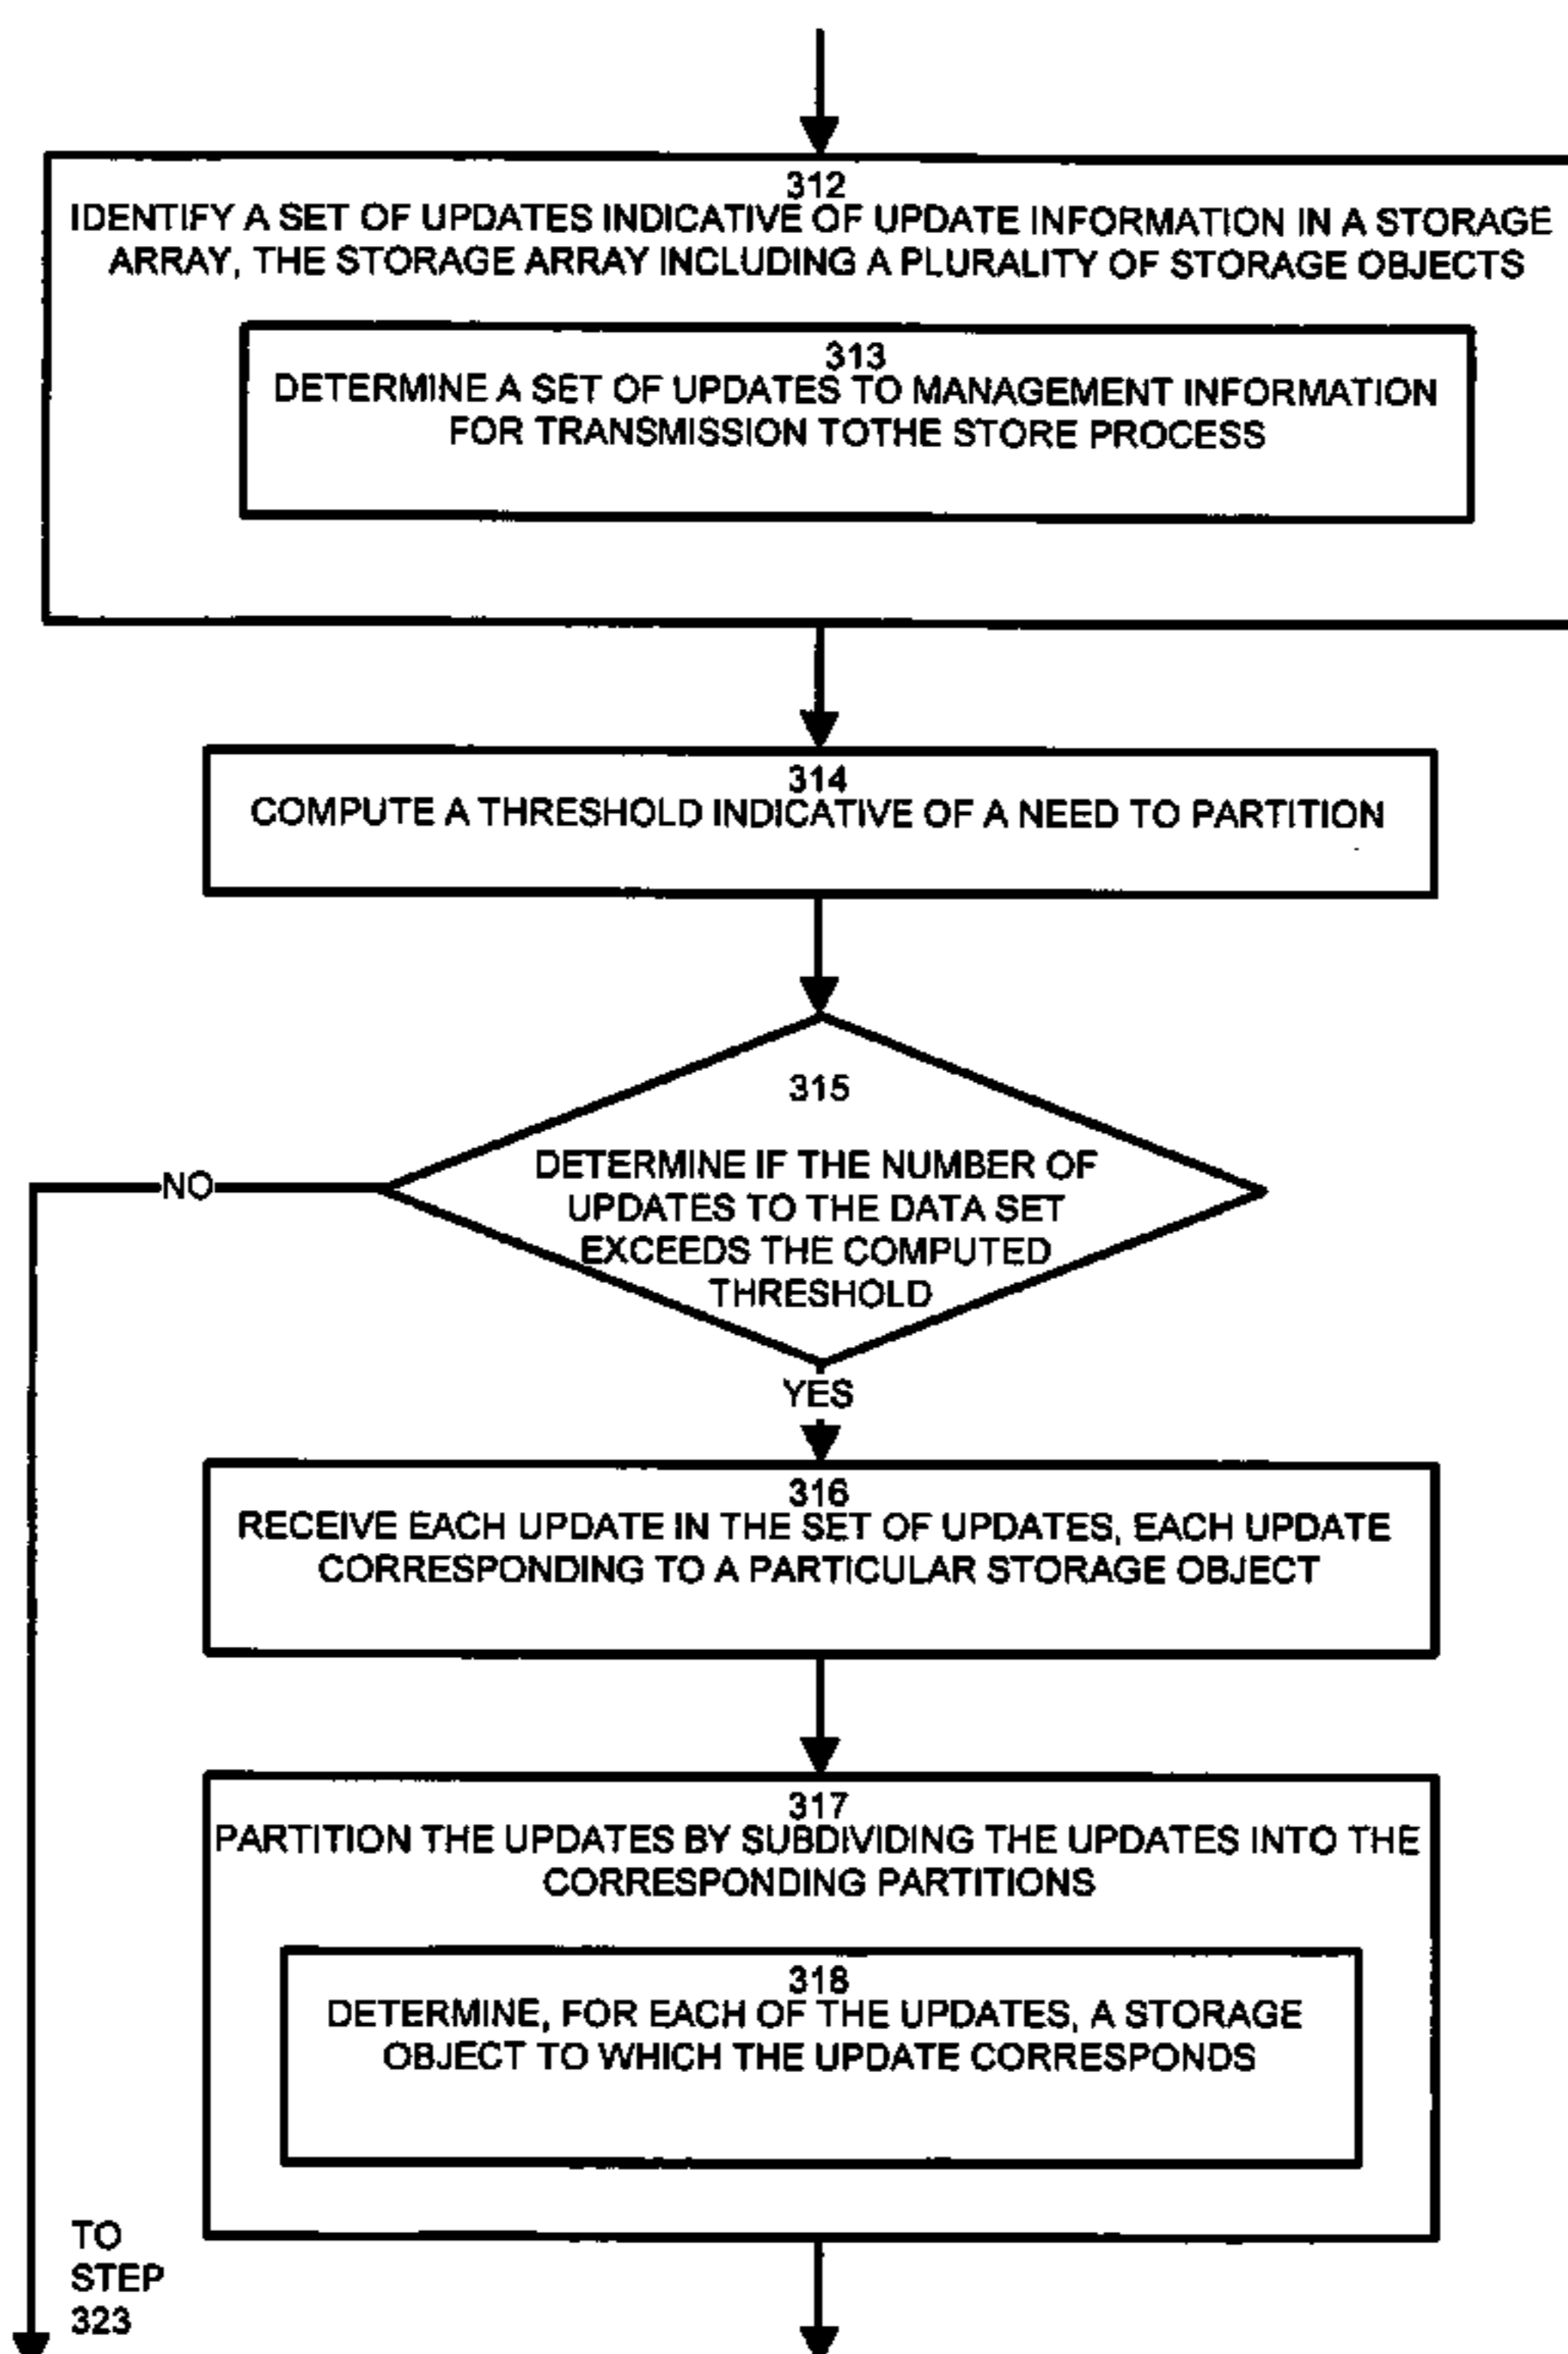 312
IDENTIFY A SET OF UPDATES INDICATIVE OF UPDATE INFORMATION IN A STORAGE
ARRAY, THE STORAGE ARRAY INCLUDING A PLURALITY OF STORAGE OBJECTS
313
DETERMINE A SET OF UPDATES TO MANAGEMENT INFORMATION
FOR TRANSMISSION TOTHE STORE PROCESS
314
COMPUTE A THRESHOLD INDICATIVE OF A NEED TO PARTITION
315
DETERMINE IF THE NUMBER OF
UPDATES TO THE DATA SET
EXCEEDS THE COMPUTED
THRESHOLD
NO
YES
316
RECEIVE EACH UPDATE IN THE SET OF UPDATES, EACH UPDATE
CORRESPONDING TO A PARTICULAR STORAGE OBJECT
317
PARTITION THE UPDATES BY SUBDIVIDING THE UPDATES INTO THE
CORRESPONDING PARTITIONS
318
DETERMINE, FOR EACH OF THE UPDATES, A STORAGE
OBJECT TO WHICH THE UPDATE CORRESPONDS
TO
STEP
323